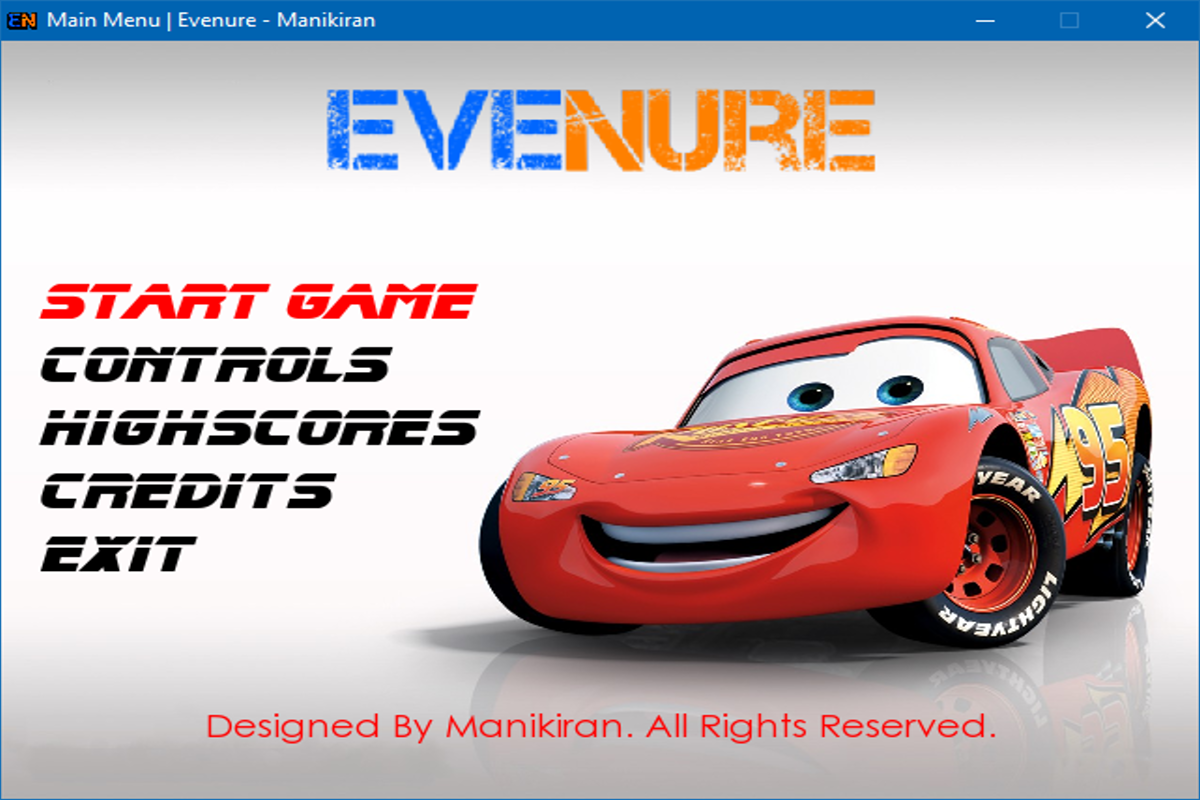 EN Main Menu | Evenure - Manikiran
EVENURE
START GAME
CONTROLS
HIGHSCORES
CREDITS
EXIT
95
95
YEAR
LIGHTYEAR
Designed By Manikiran. All Rights Reserved.